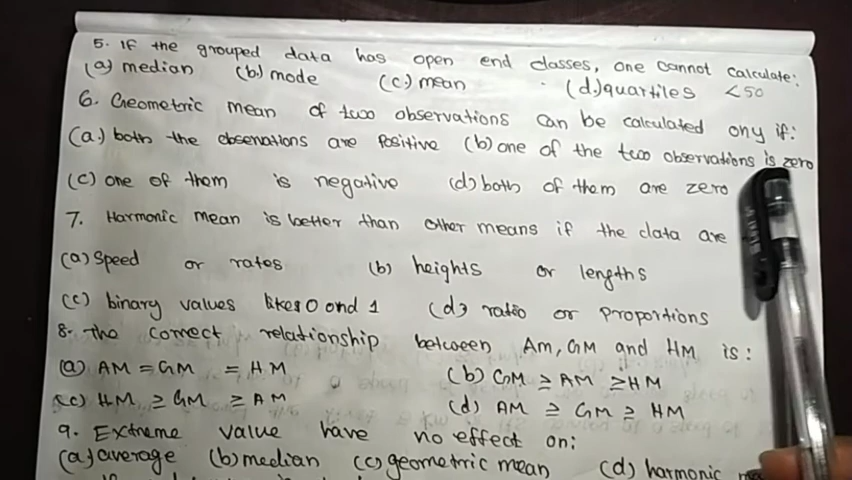 5. If the grouped data has open end classes, one cannot calculate:
(a) median (b) mode (c) mean (d) quartiles <50
6. Geometric mean of two observations can be calculated ony if:
(a) both the observations are positive (b) one of the two observations is zero
(c) one of them is negative (d) both of them are zero
7. Harmonic mean is better than other means if the data are
(a) speed or rates (b) heights or lengths
(c) binary values likes 0 and 1 (d) ratio or proportions
8. The correct relationship between AM, GM and HM is:
(a) AM = GM = HM (b) GM ≥ AM ≥ HM
(c) HM ≥ GM ≥ AM (d) AM ≥ GM ≥ HM
9. Extreme value have no effect on:
(a) average (b) median (c) geometric mean (d) harmonic